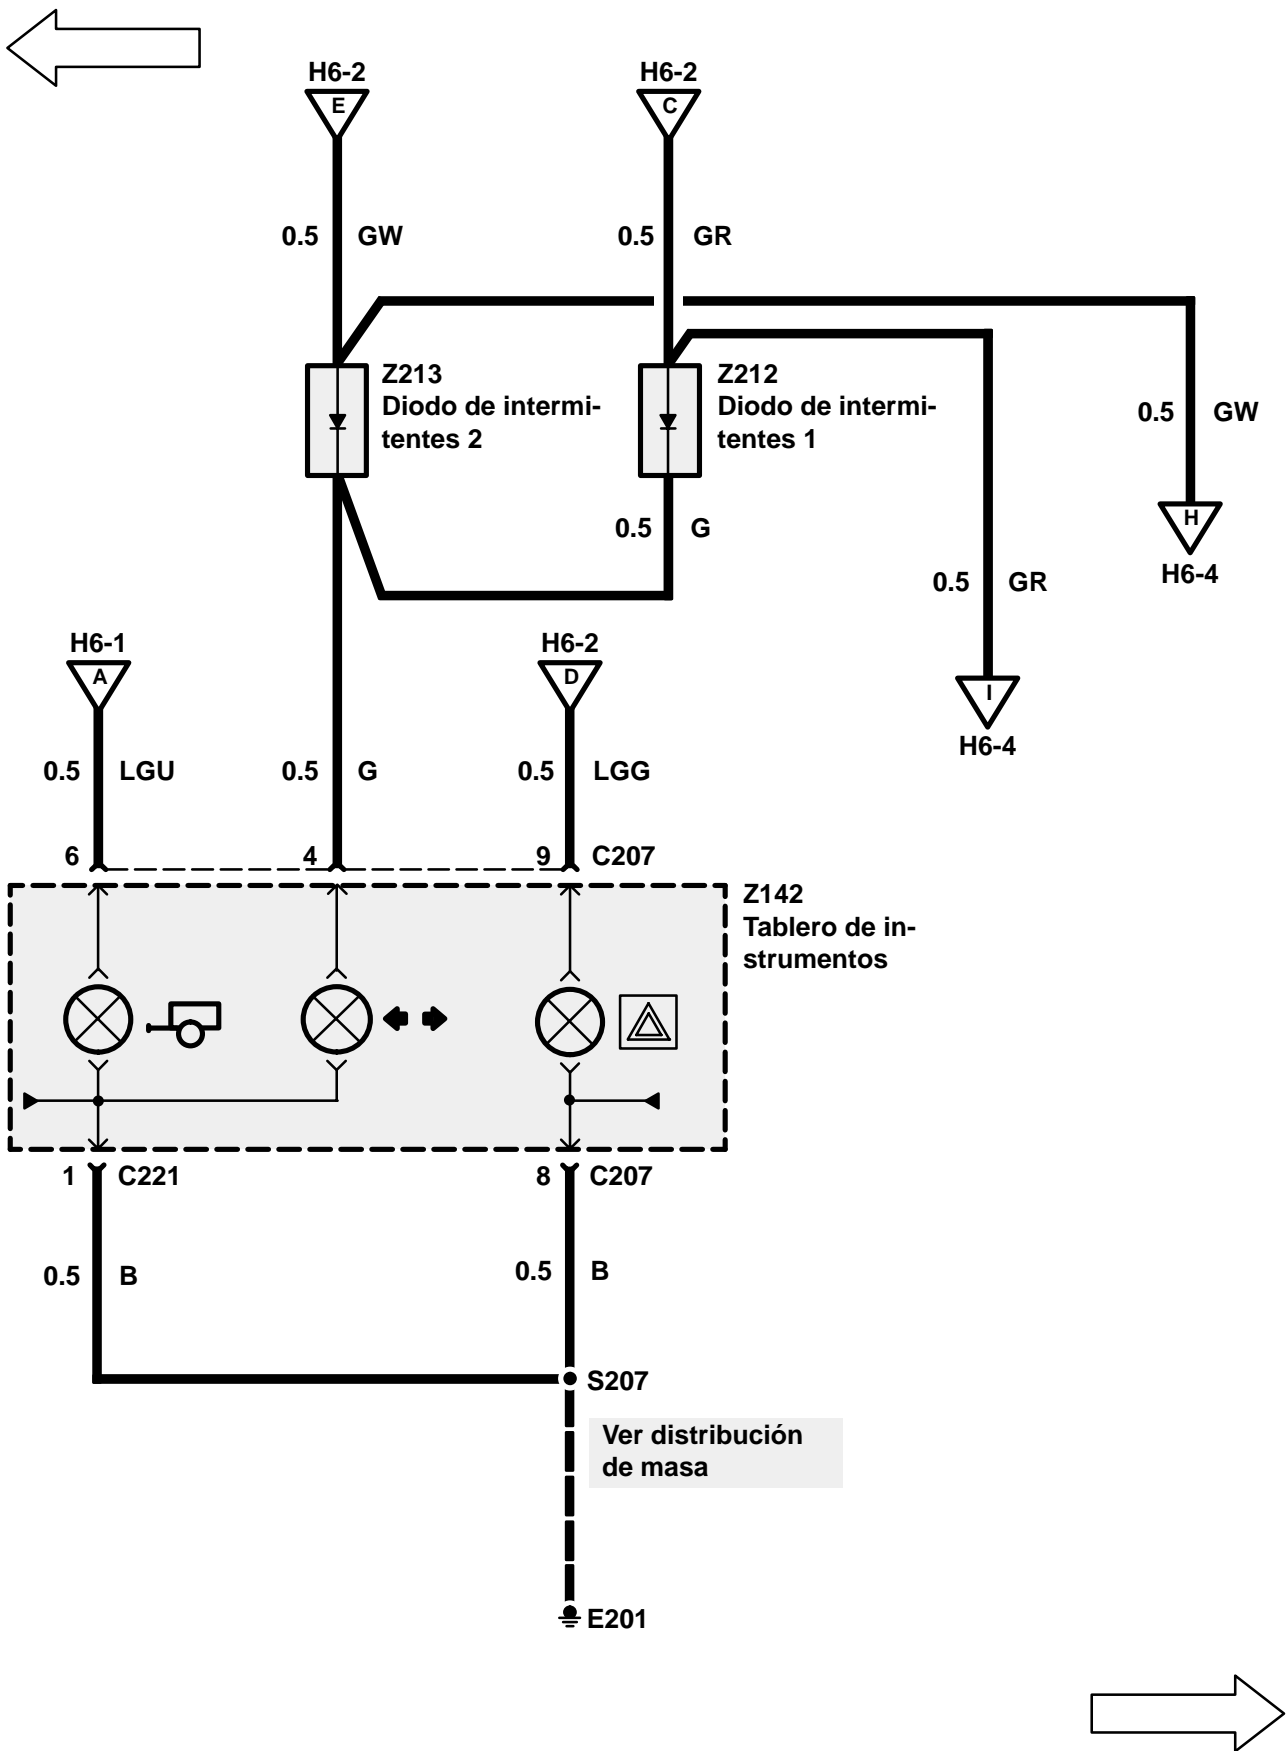 H6-2
H6-2
E
C
0.5 GW
0.5 GR
Z213
Diodo de intermi-
tentes 2
Z212
Diodo de intermi-
tentes 1
0.5 GW
0.5 G
H
H6-4
0.5 GR
H6-1
H6-2
A
D
I
H6-4
0.5 LGU
0.5 G
0.5 LGG
6
4
9 C207
Z142
Tablero de in-
strumentos
1 C221
8 C207
0.5 B
0.5 B
S207
Ver distribución
de masa
E201